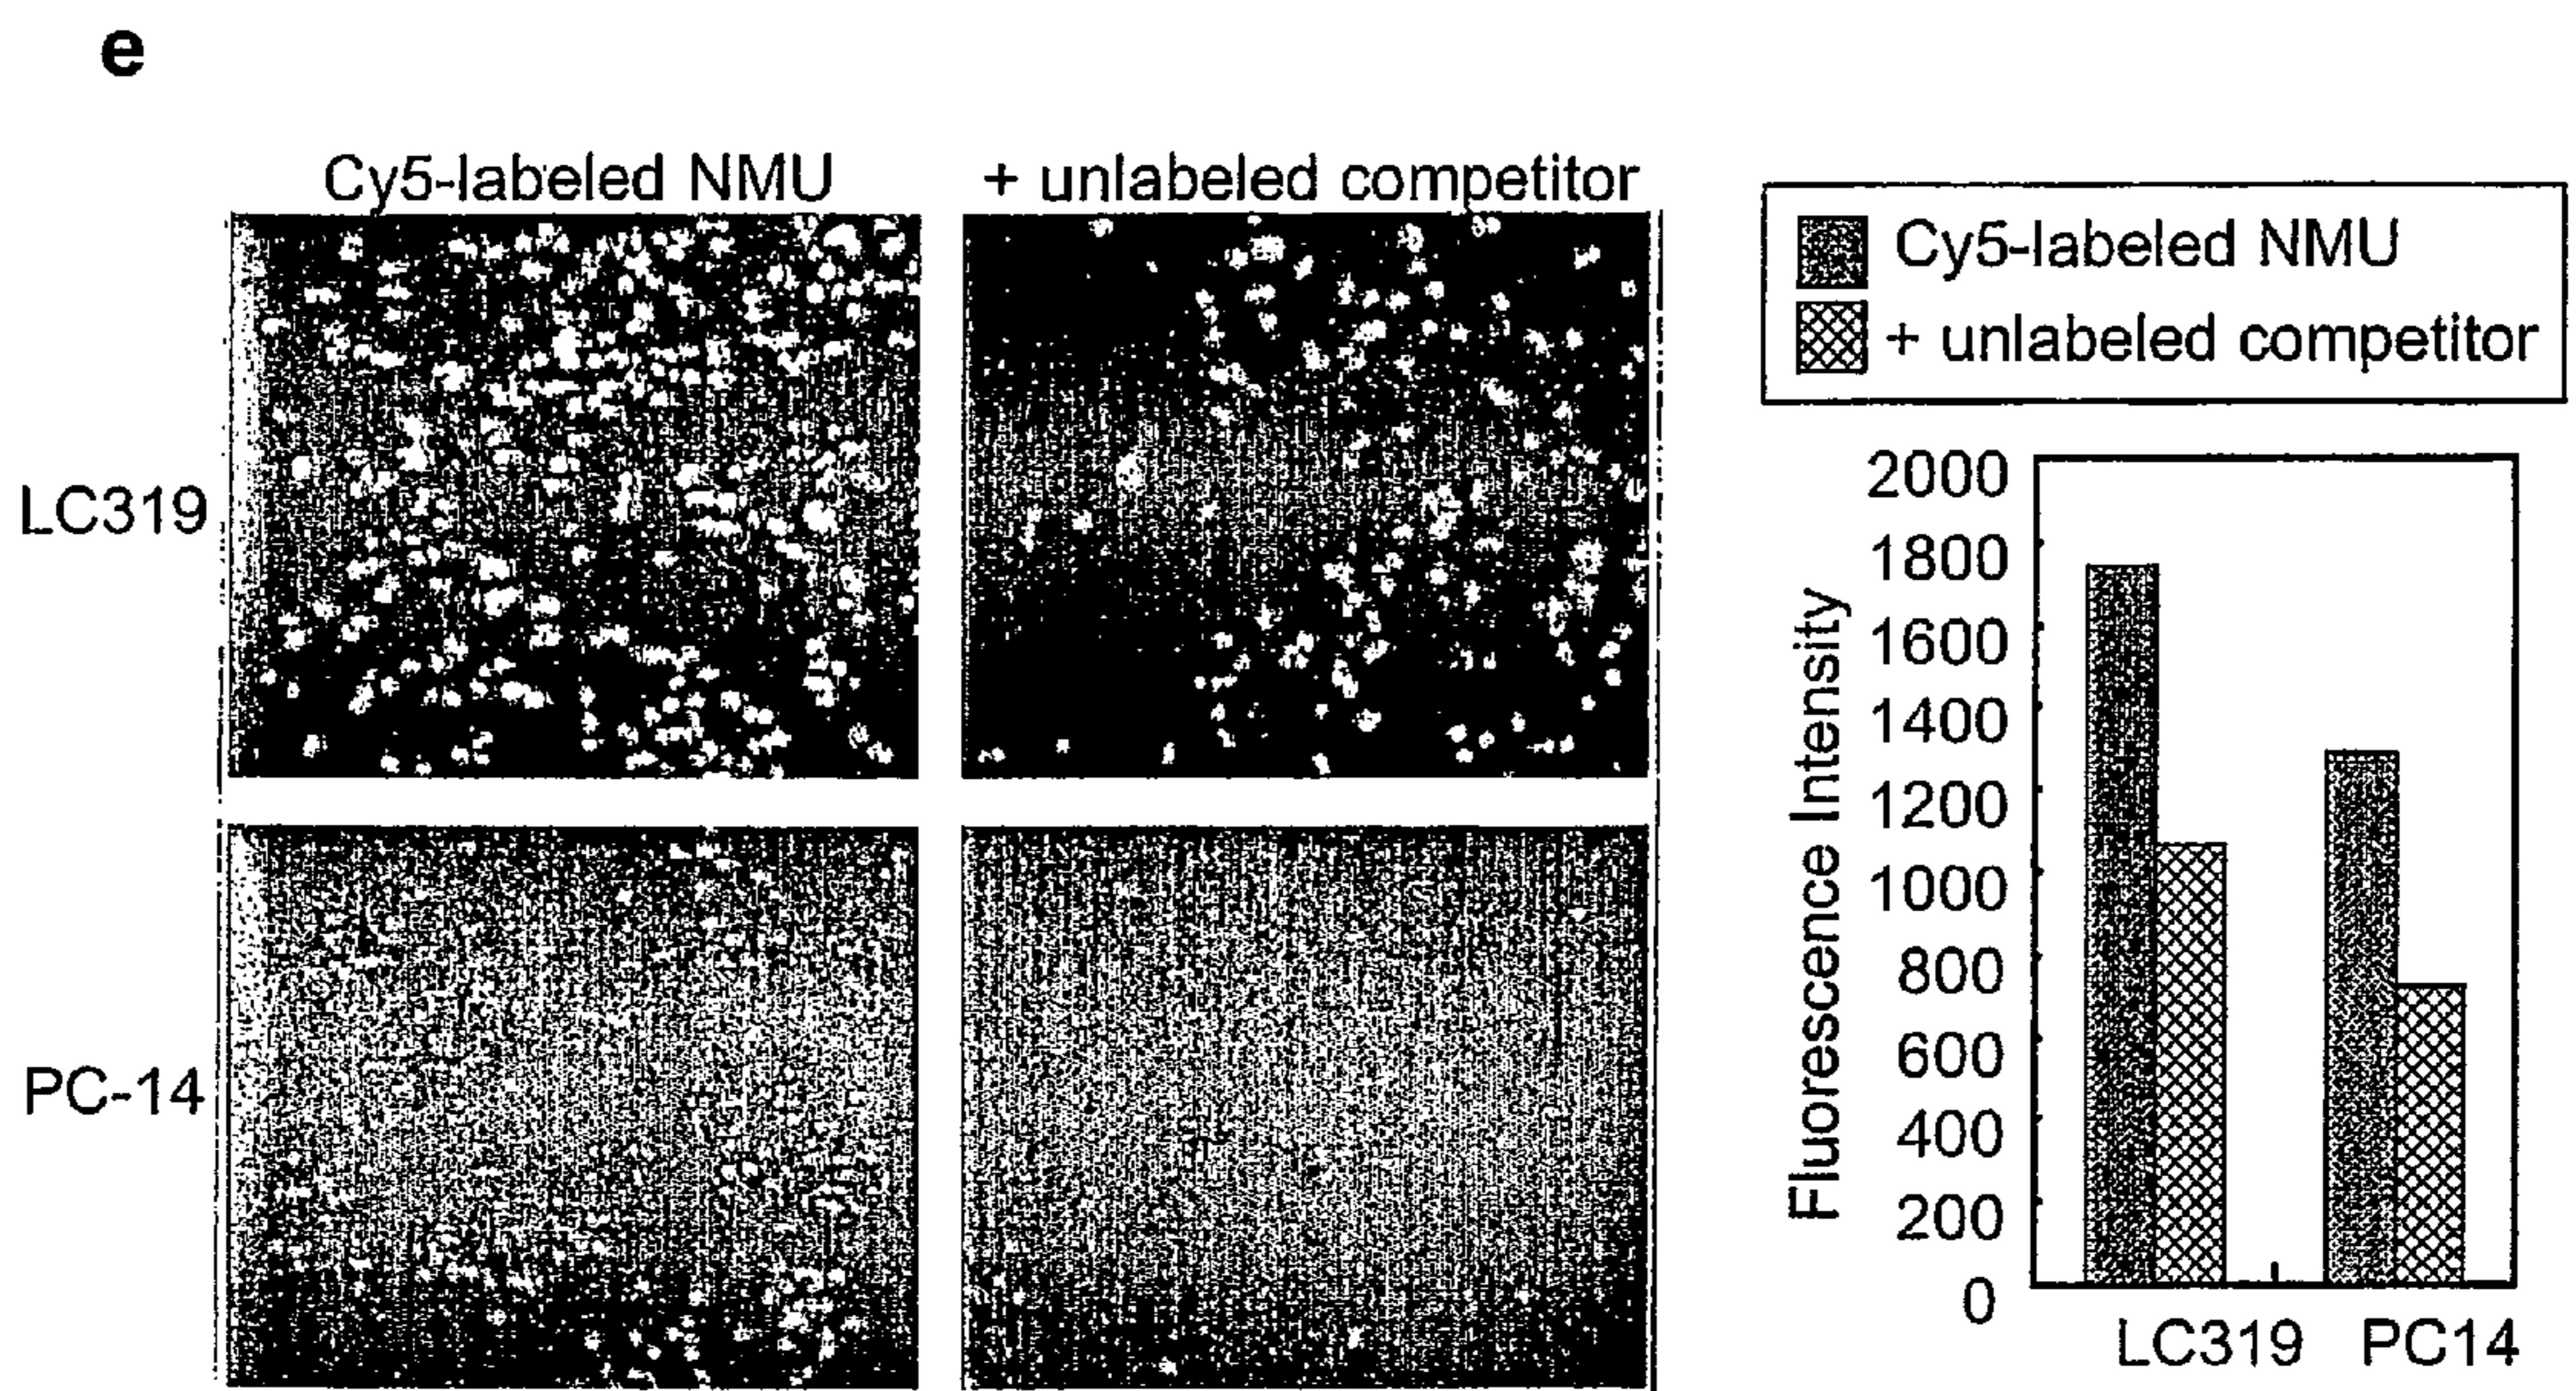 e
Cy5-labeled NMU
+ unlabeled competitor
LC319
PC-14
Cy5-labeled NMU
+ unlabeled competitor
Fluorescence Intensity
2000
1800
1600
1400
1200
1000
800
600
400
200
0
LC319
PC14